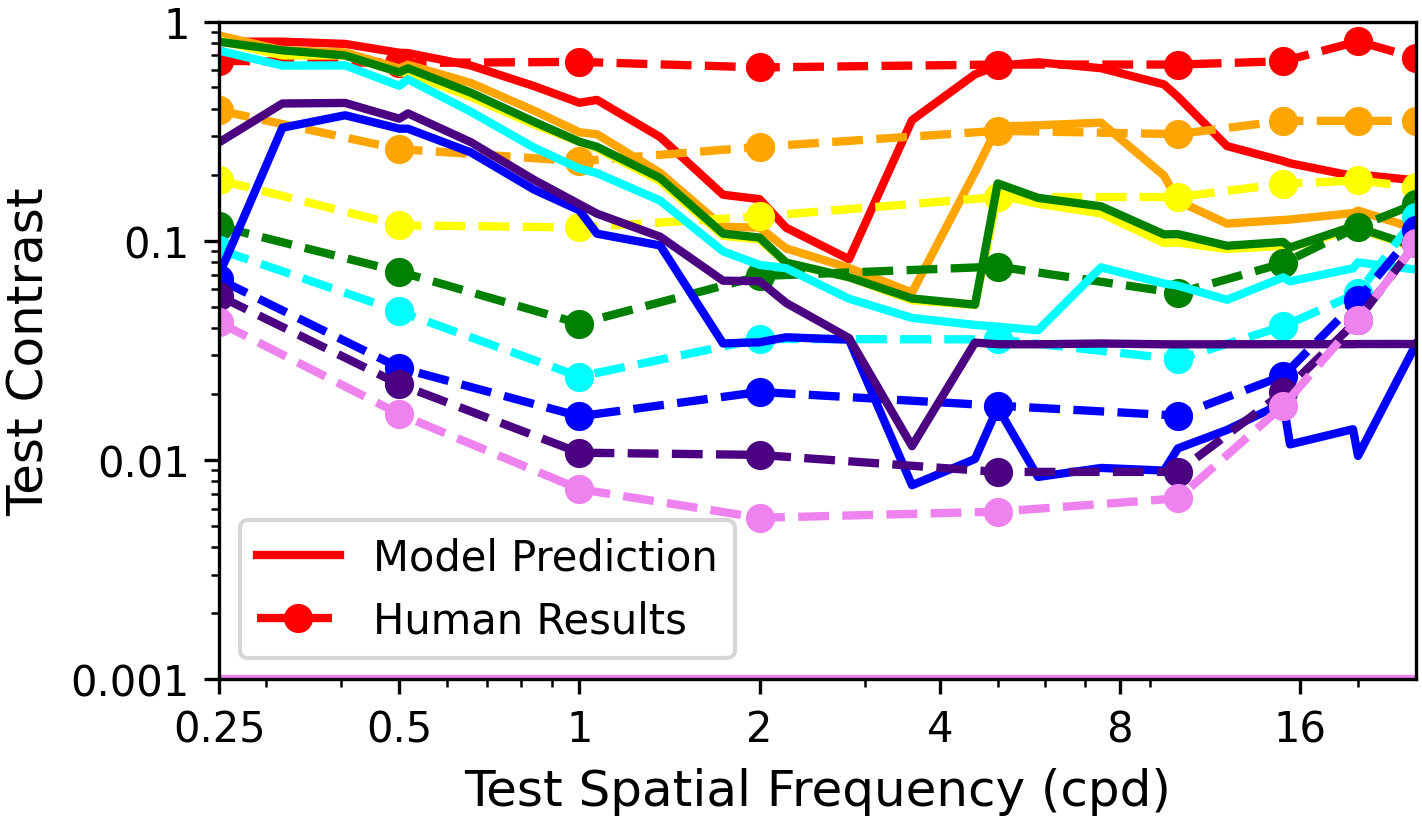 1
0.1
0.01
0.001
Test Contrast
Model Prediction
Human Results
0.25 0.5 1 2 4 8 16
Test Spatial Frequency (cpd)